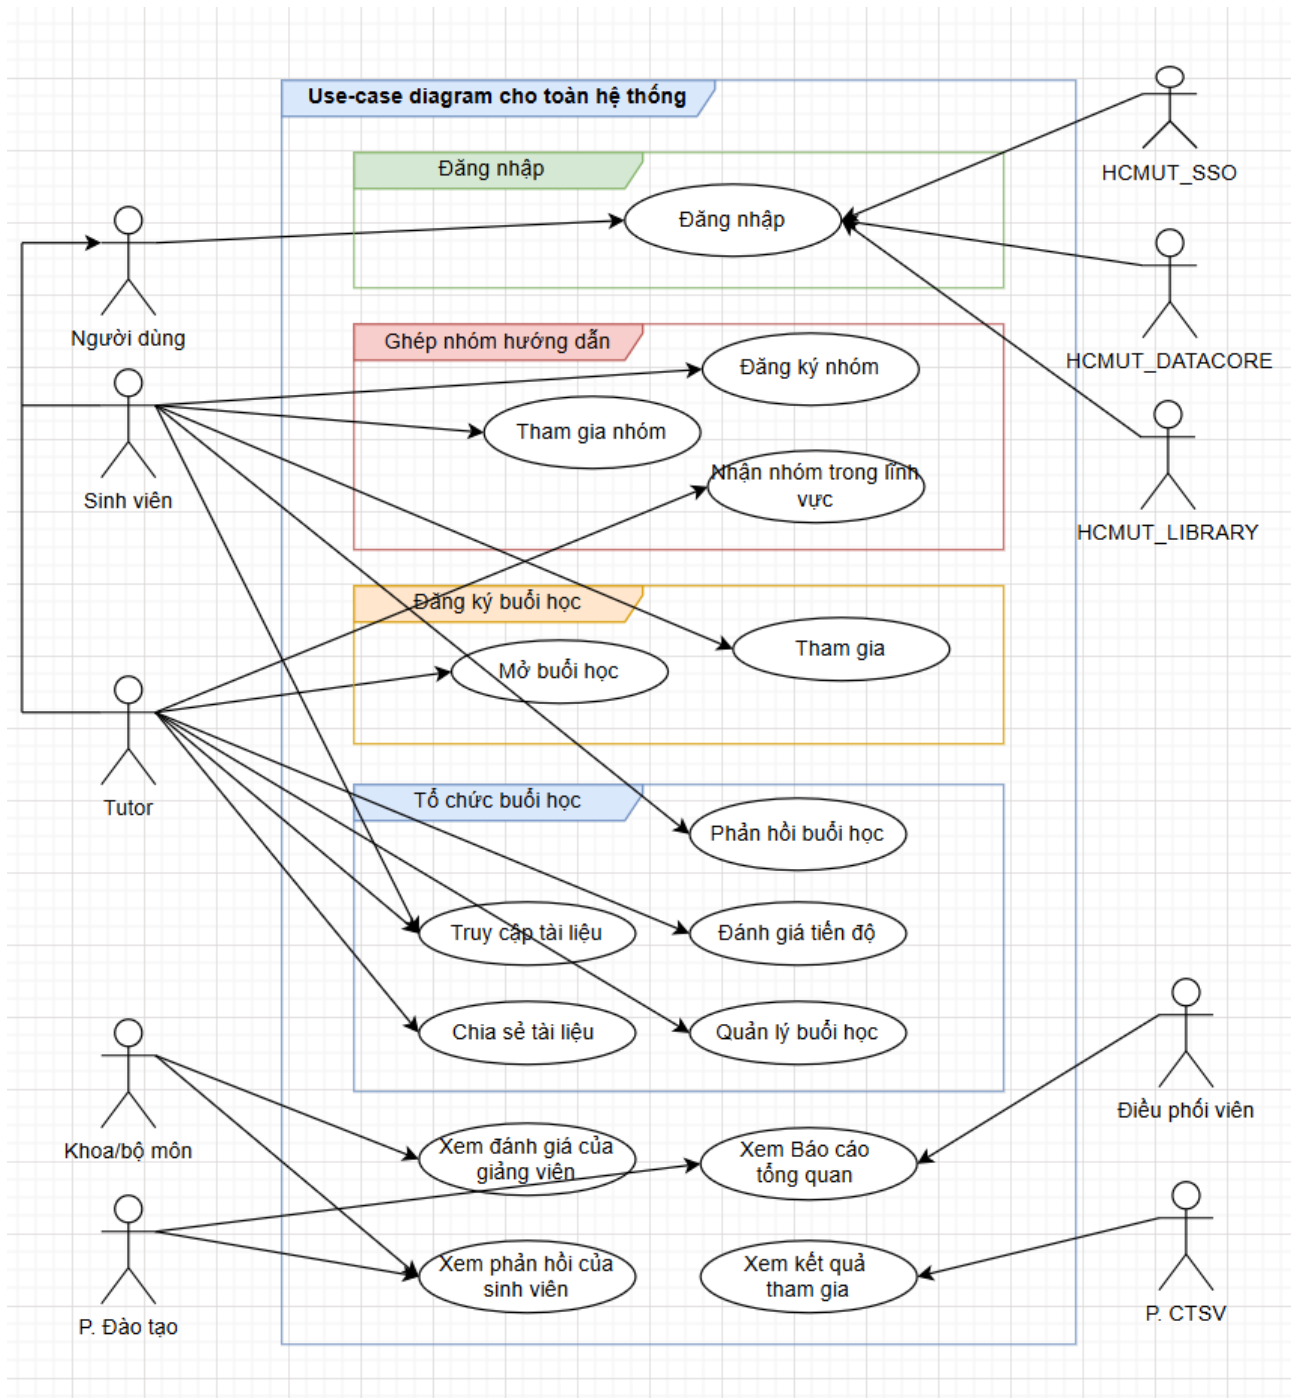 Use-case diagram cho toàn hệ thống
HCMUT_SSO
Đăng nhập
Đăng nhập
HCMUT_DATACORE
Người dùng
Ghép nhóm hướng dẫn
Đăng ký nhóm
Tham gia nhóm
Nhận nhóm trong lĩnh
vực
Sinh viên
HCMUT_LIBRARY
Đăng ký buổi học
Tham gia
Mở buổi học
Tutor
Tổ chức buổi học
Phản hồi buổi học
Truy cập tài liệu
Đánh giá tiến độ
Chia sẻ tài liệu
Quản lý buổi học
Điều phối viên
Khoa/bộ môn
Xem đánh giá của
giảng viên
Xem Báo cáo
tổng quan
Xem phản hồi của
sinh viên
Xem kết quả
tham gia
P. Đào tạo
P. CTSV